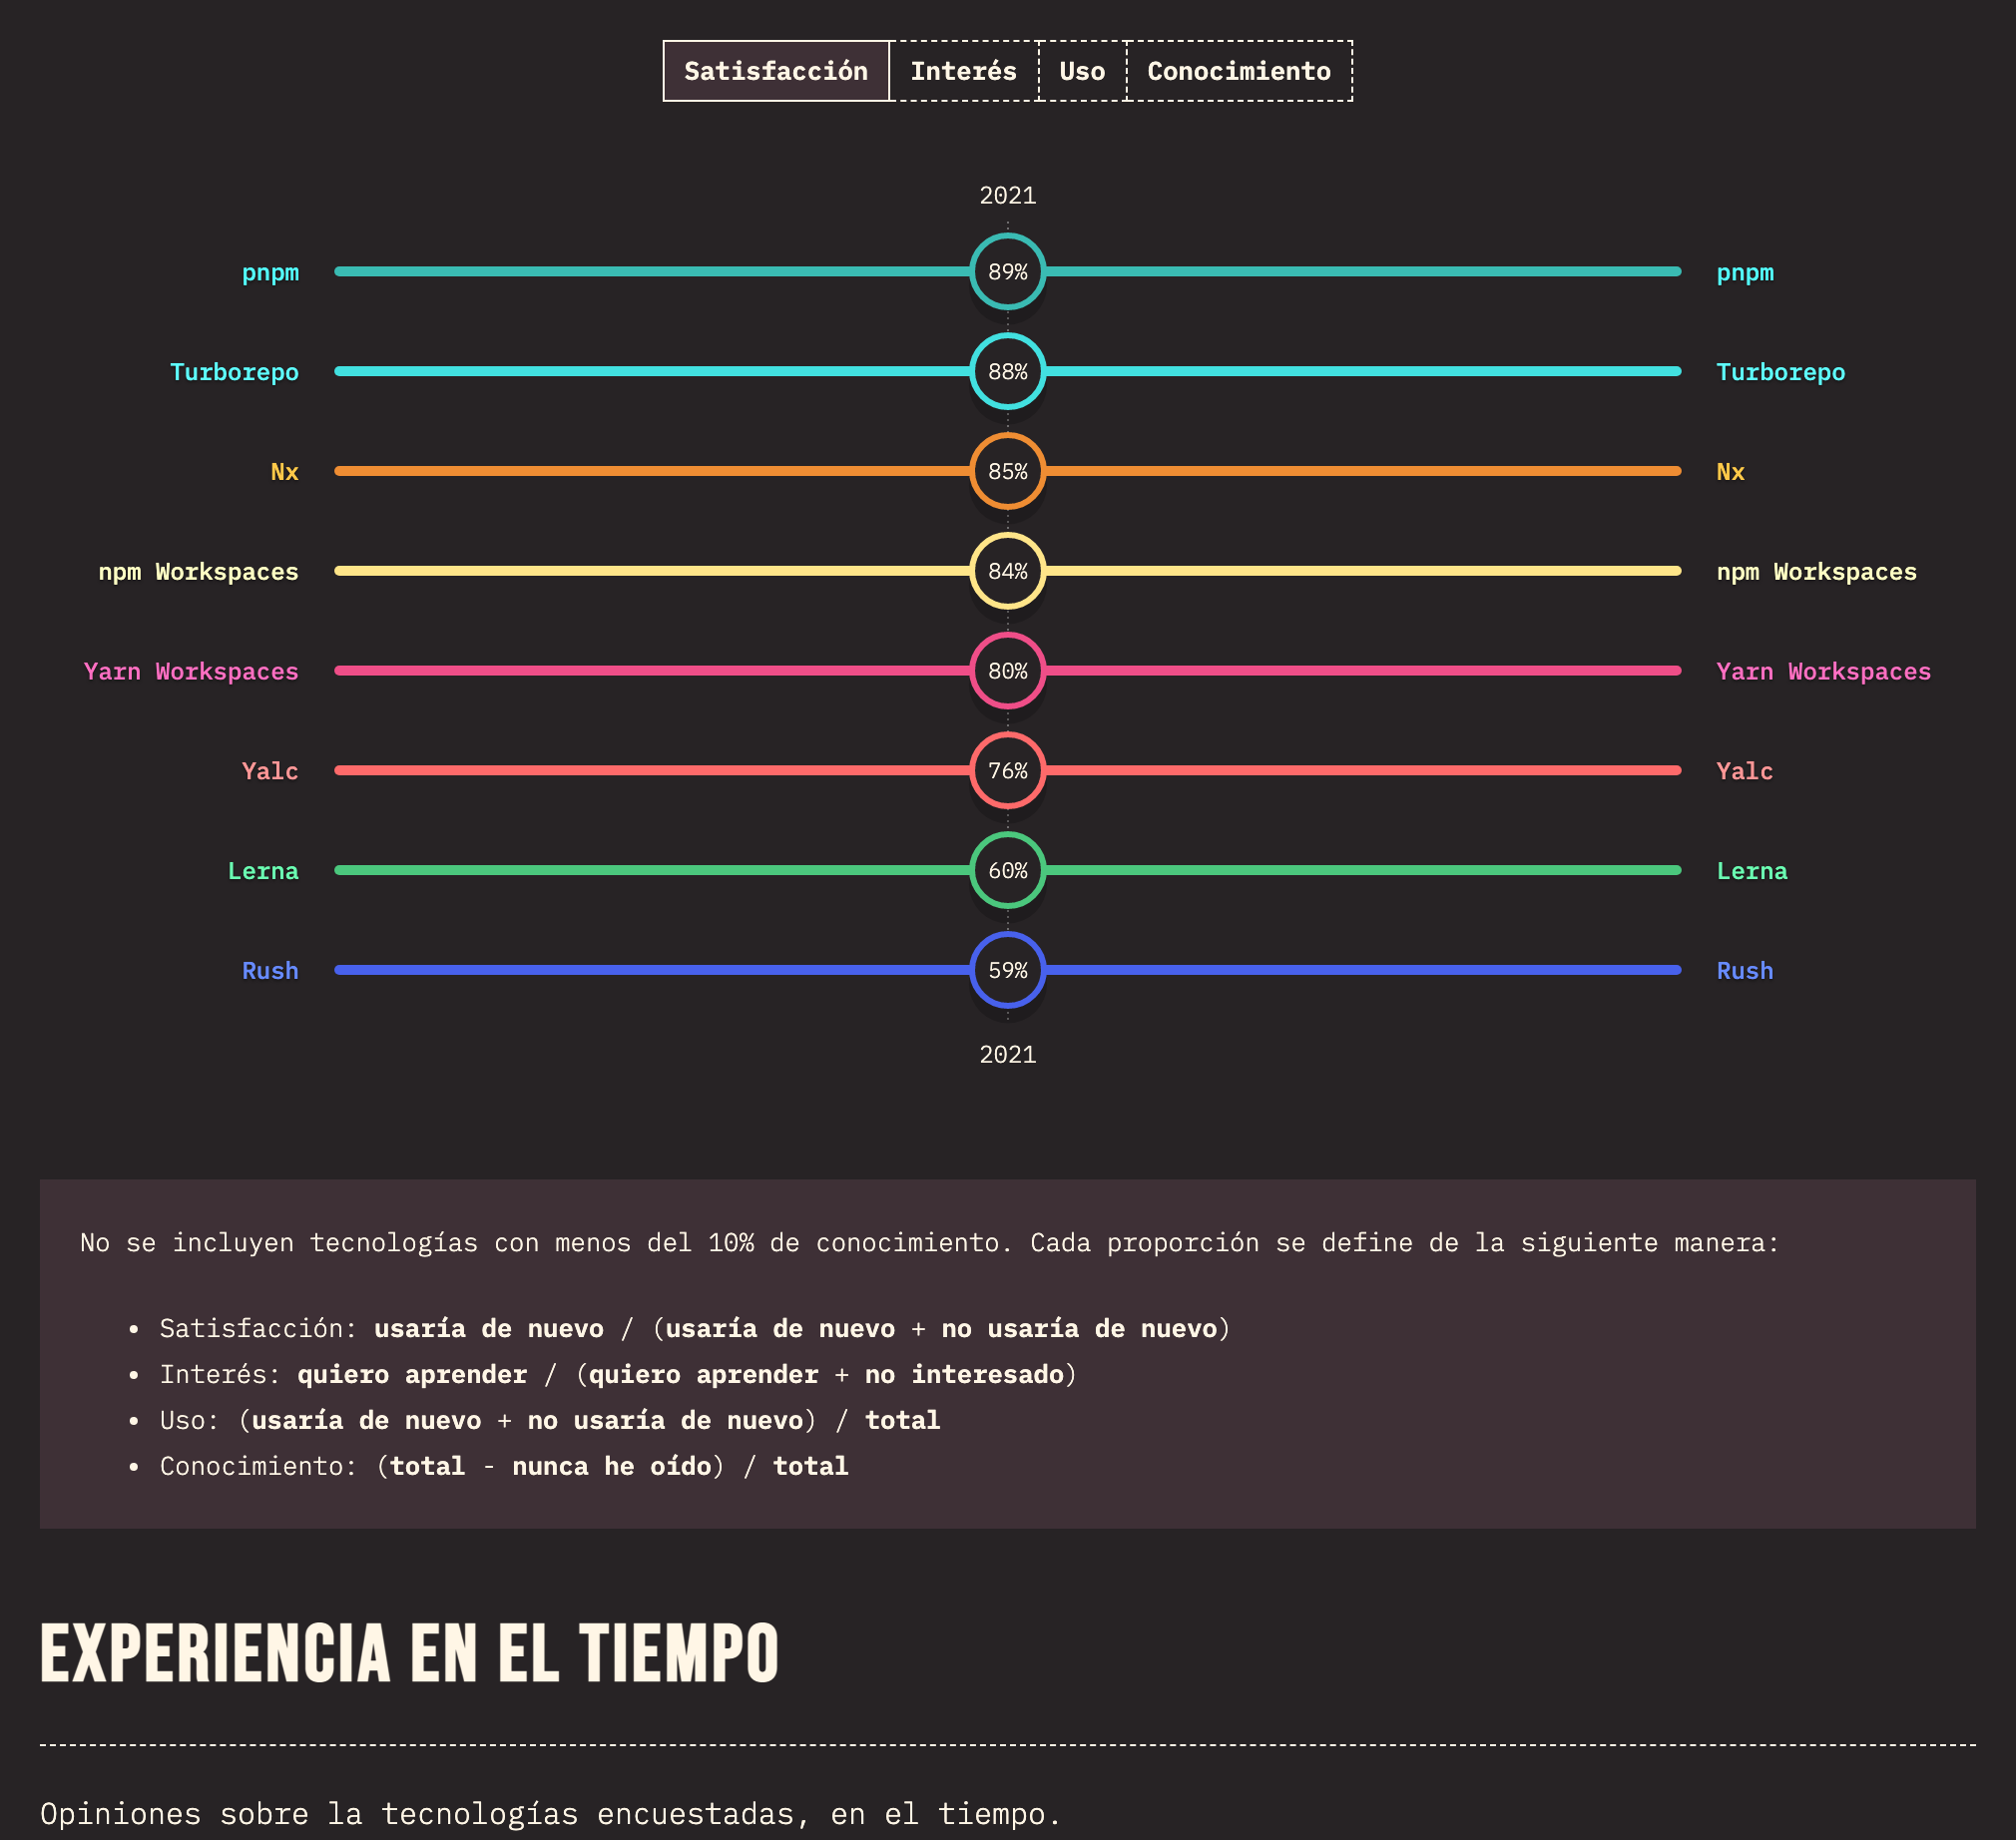 Satisfacción Interés Uso Conocimiento
2021
pnpm 89% pnpm
Turborepo 88% Turborepo
Nx 85% Nx
npm Workspaces 84% npm Workspaces
Yarn Workspaces 80% Yarn Workspaces
Yalc 76% Yalc
Lerna 60% Lerna
Rush 59% Rush
2021
No se incluyen tecnologías con menos del 10% de conocimiento. Cada proporción se define de la siguiente manera:
• Satisfacción: usaría de nuevo / (usaría de nuevo + no usaría de nuevo)
• Interés: quiero aprender / (quiero aprender + no interesado)
• Uso: (usaría de nuevo + no usaría de nuevo) / total
• Conocimiento: (total - nunca he oído) / total
EXPERIENCIA EN EL TIEMPO
Opiniones sobre la tecnologías encuestadas, en el tiempo.